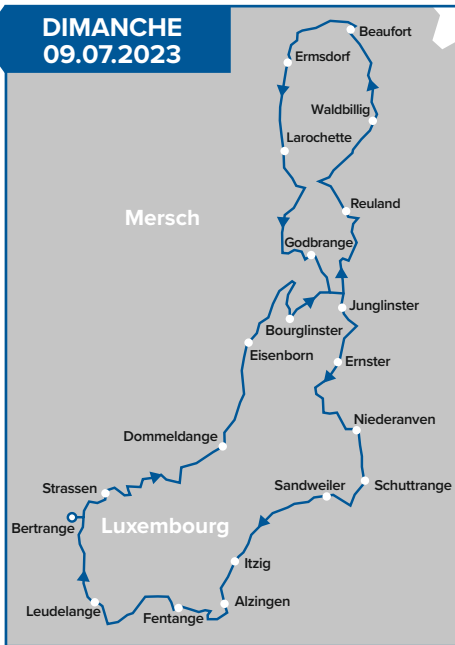 DIMANCHE
09.07.2023
Beaufort
Ermsdorf
Waldbillig
Larochette
Reuland
Mersch
Godbrange
Junglinster
Bourglinster
Eisenborn
Ernster
Niederanven
Dommeldange
Schuttrange
Sandweiler
Strassen
Luxembourg
Bertrange
Itzig
Alzingen
Leudelange
Fentange